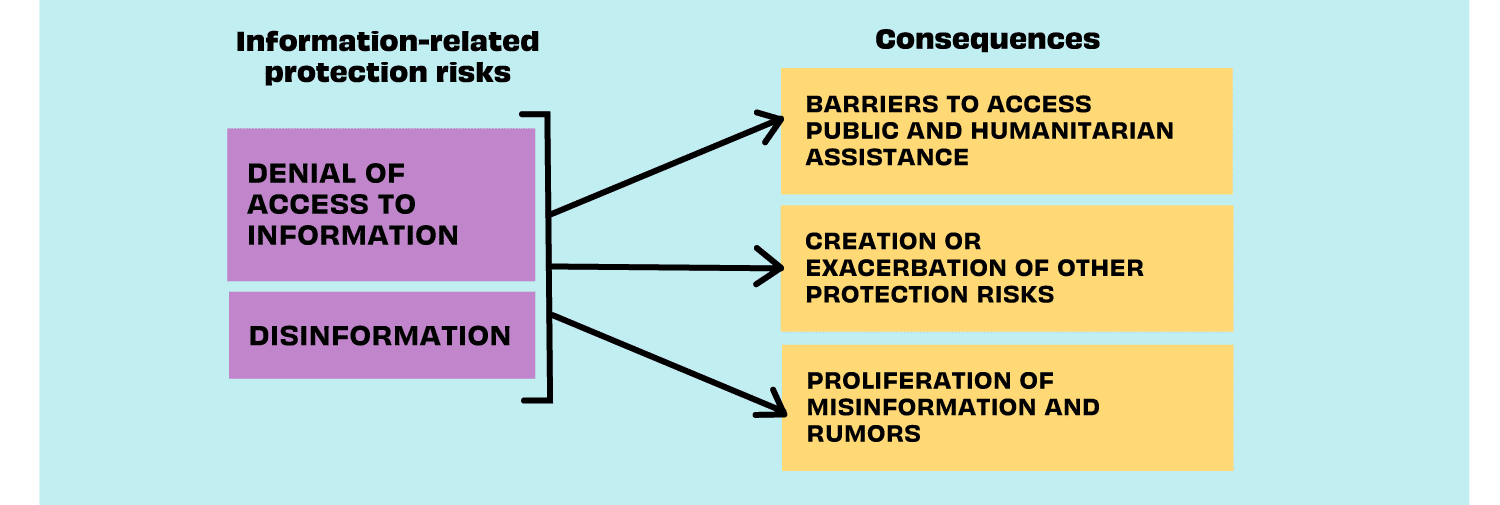 Information-related
protection risks
DENIAL OF
ACCESS TO
INFORMATION
DISINFORMATION
Consequences
BARRIERS TO ACCESS
PUBLIC AND HUMANITARIAN
ASSISTANCE
CREATION OR
EXACERBATION OF OTHER
PROTECTION RISKS
PROLIFERATION OF
MISINFORMATION AND
RUMORS